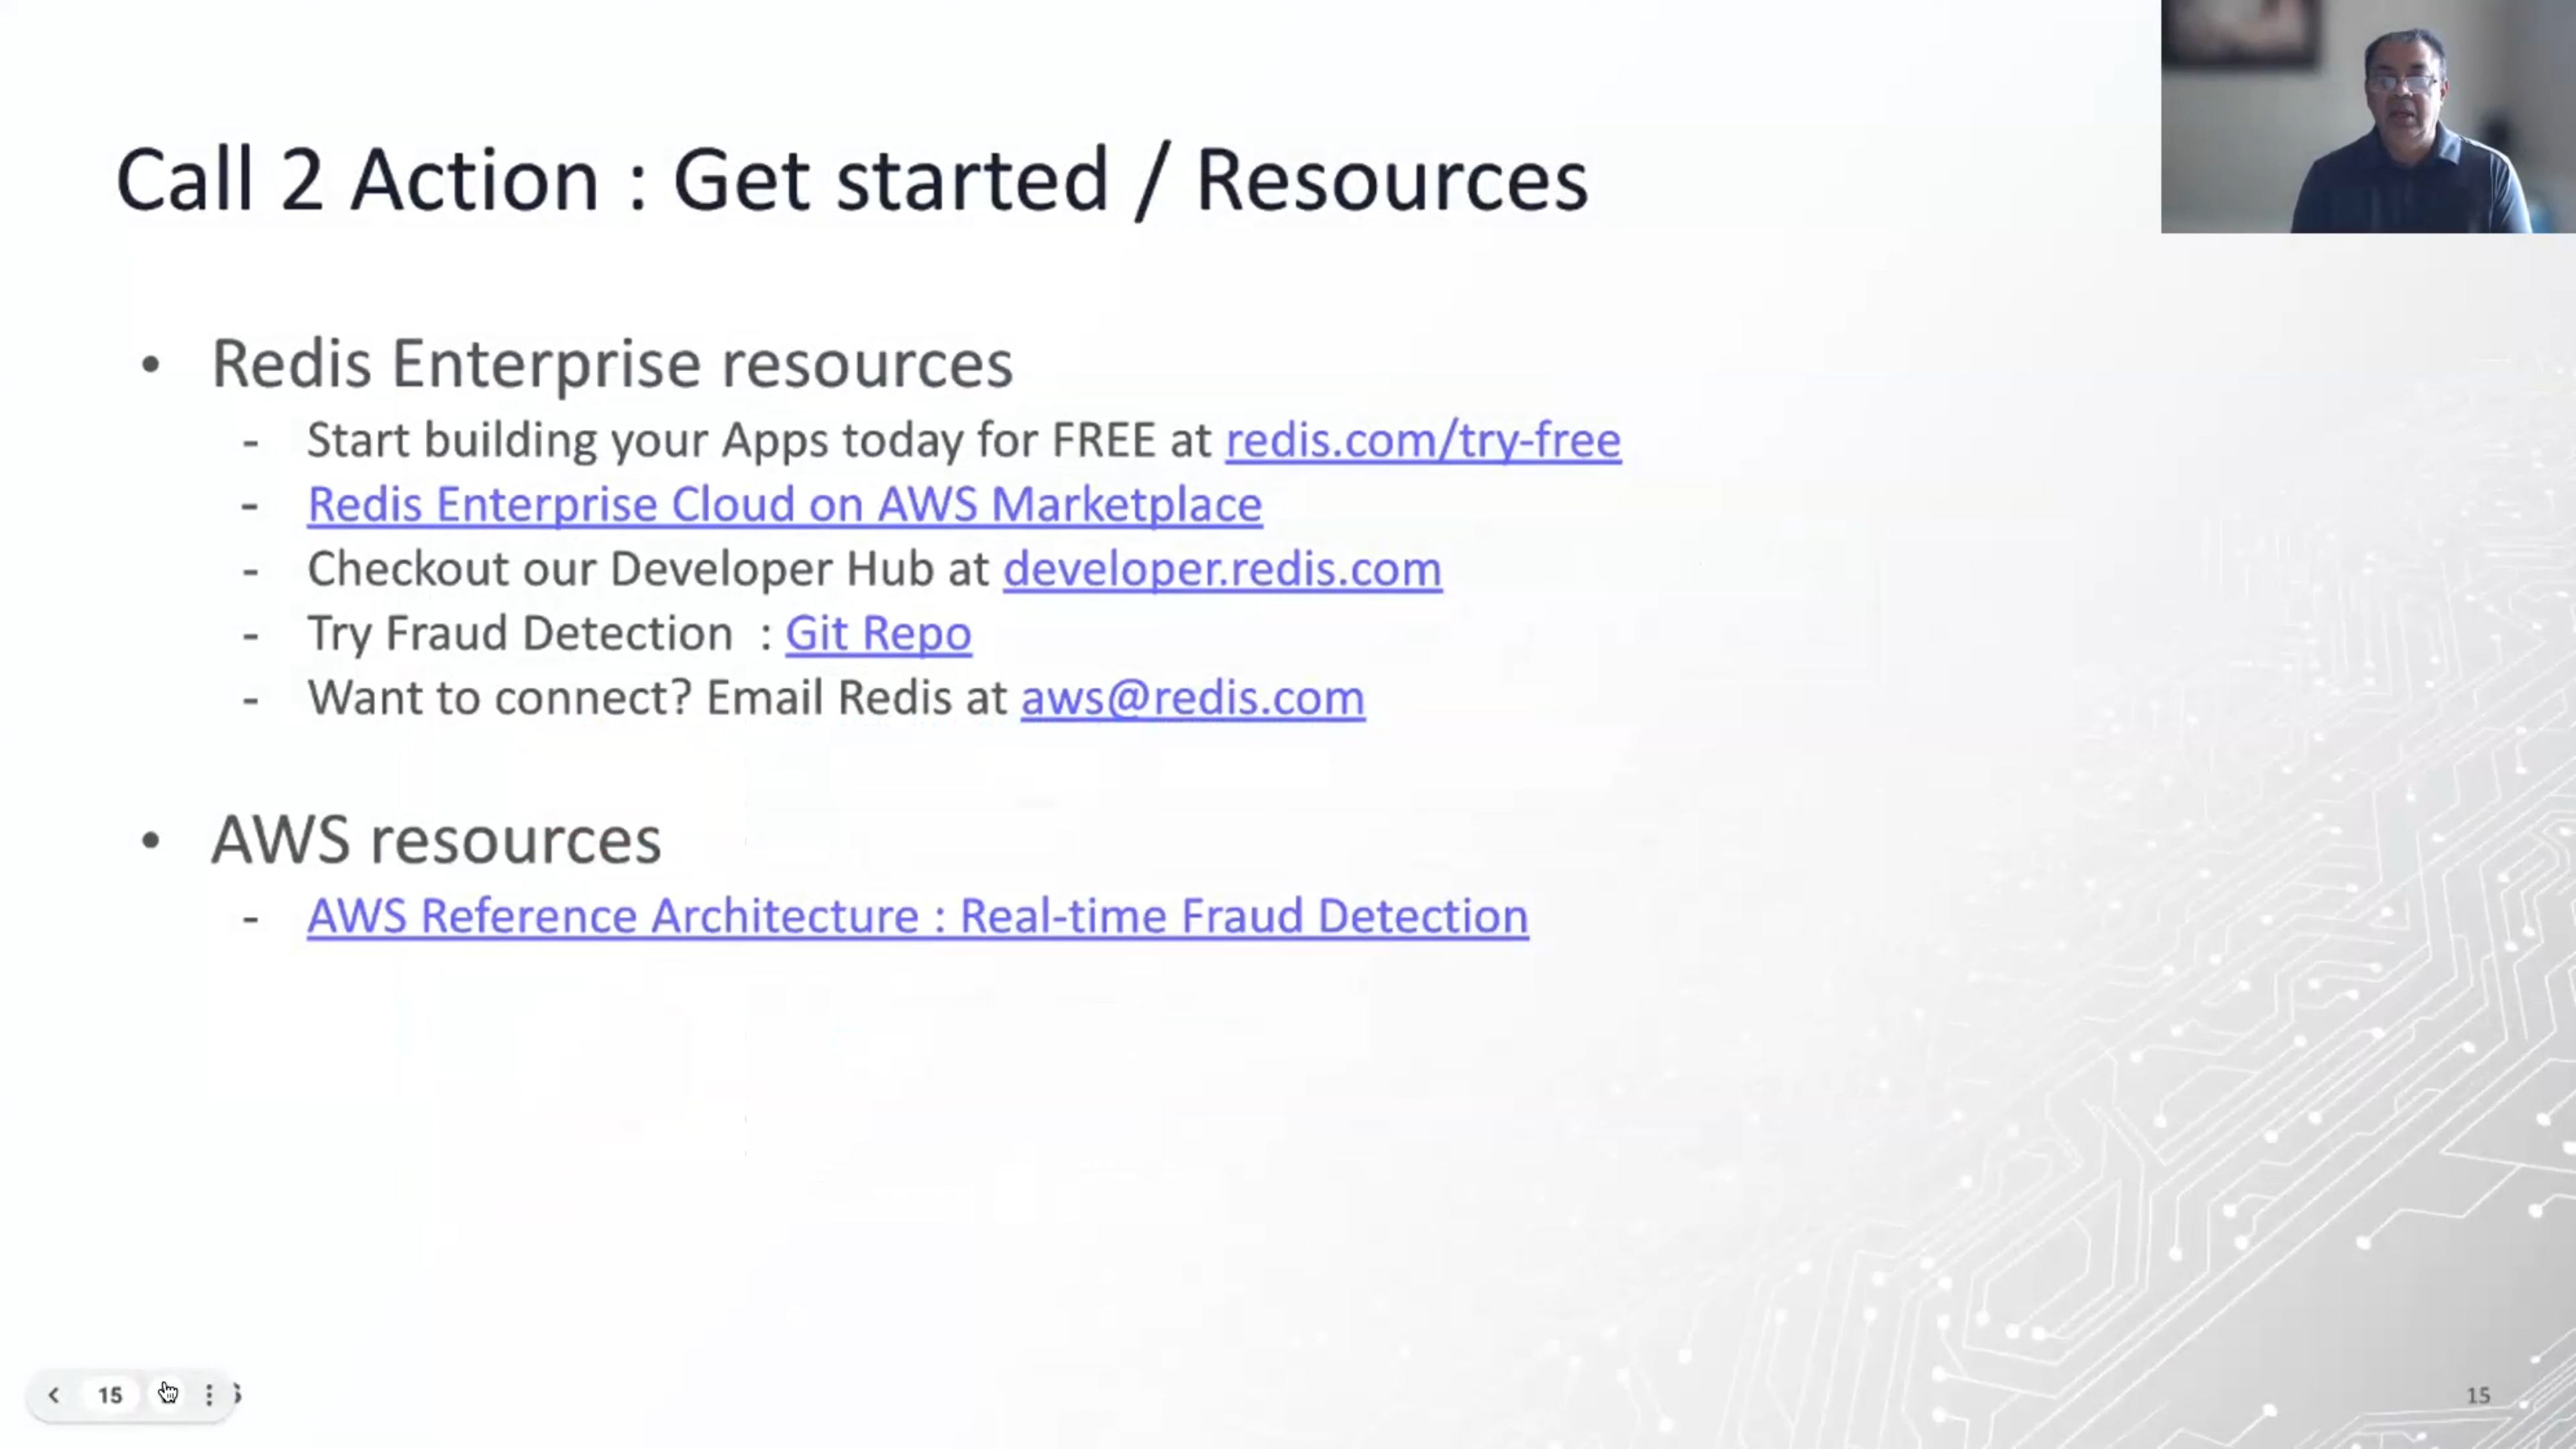 Call 2 Action : Get started / Resources
• Redis Enterprise resources
- Start building your Apps today for FREE at redis.com/try-free
- Redis Enterprise Cloud on AWS Marketplace
- Checkout our Developer Hub at developer.redis.com
- Try Fraud Detection : Git Repo
- Want to connect? Email Redis at aws@redis.com
• AWS resources
- AWS Reference Architecture : Real-time Fraud Detection
15
15